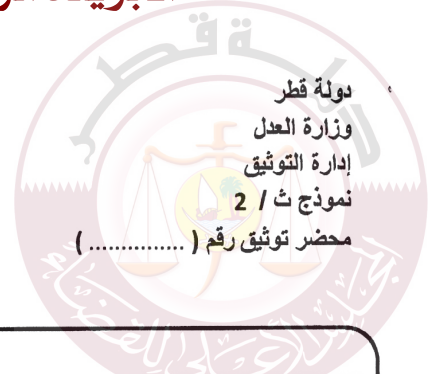 دولة قطر
وزارة العدل
إدارة التوثيق
نموذج ث / 2
محضر توثيق رقم ( ............... )